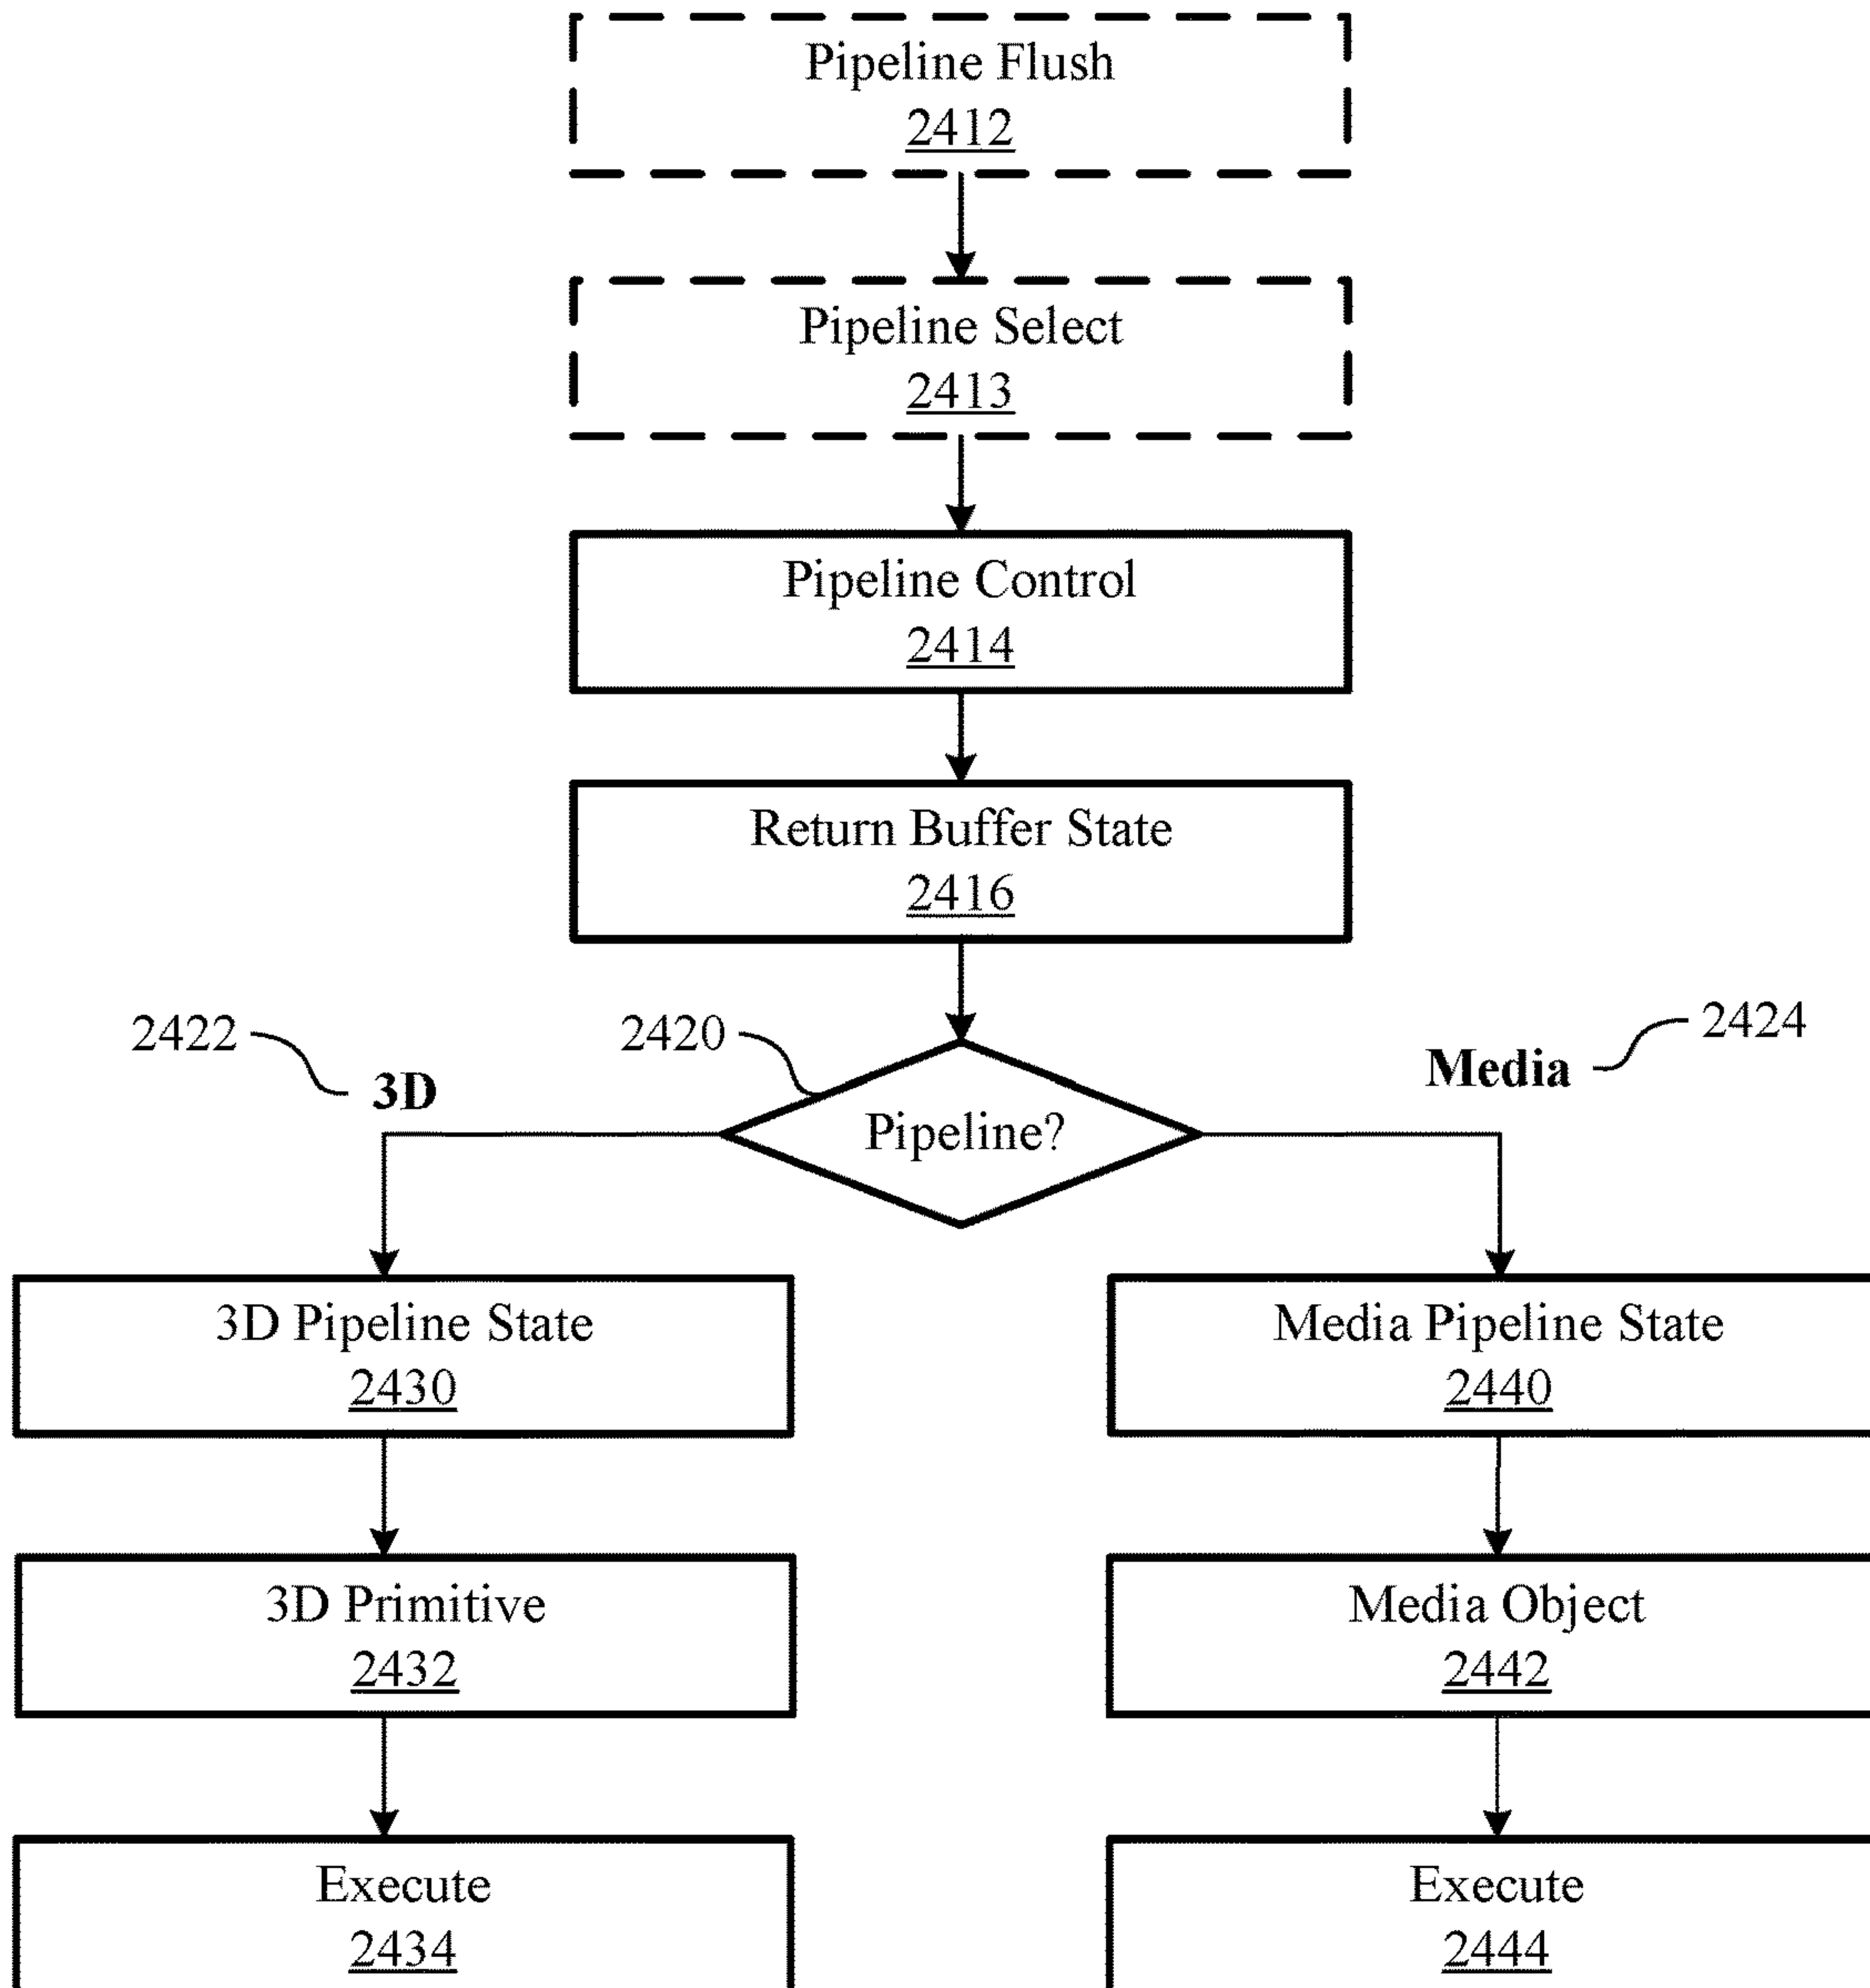 Pipeline Flush
2412
Pipeline Select
2413
Pipeline Control
2414
Return Buffer State
2416
2422
3D
2420
Pipeline?
Media
2424
3D Pipeline State
2430
Media Pipeline State
2440
3D Primitive
2432
Media Object
2442
Execute
2434
Execute
2444